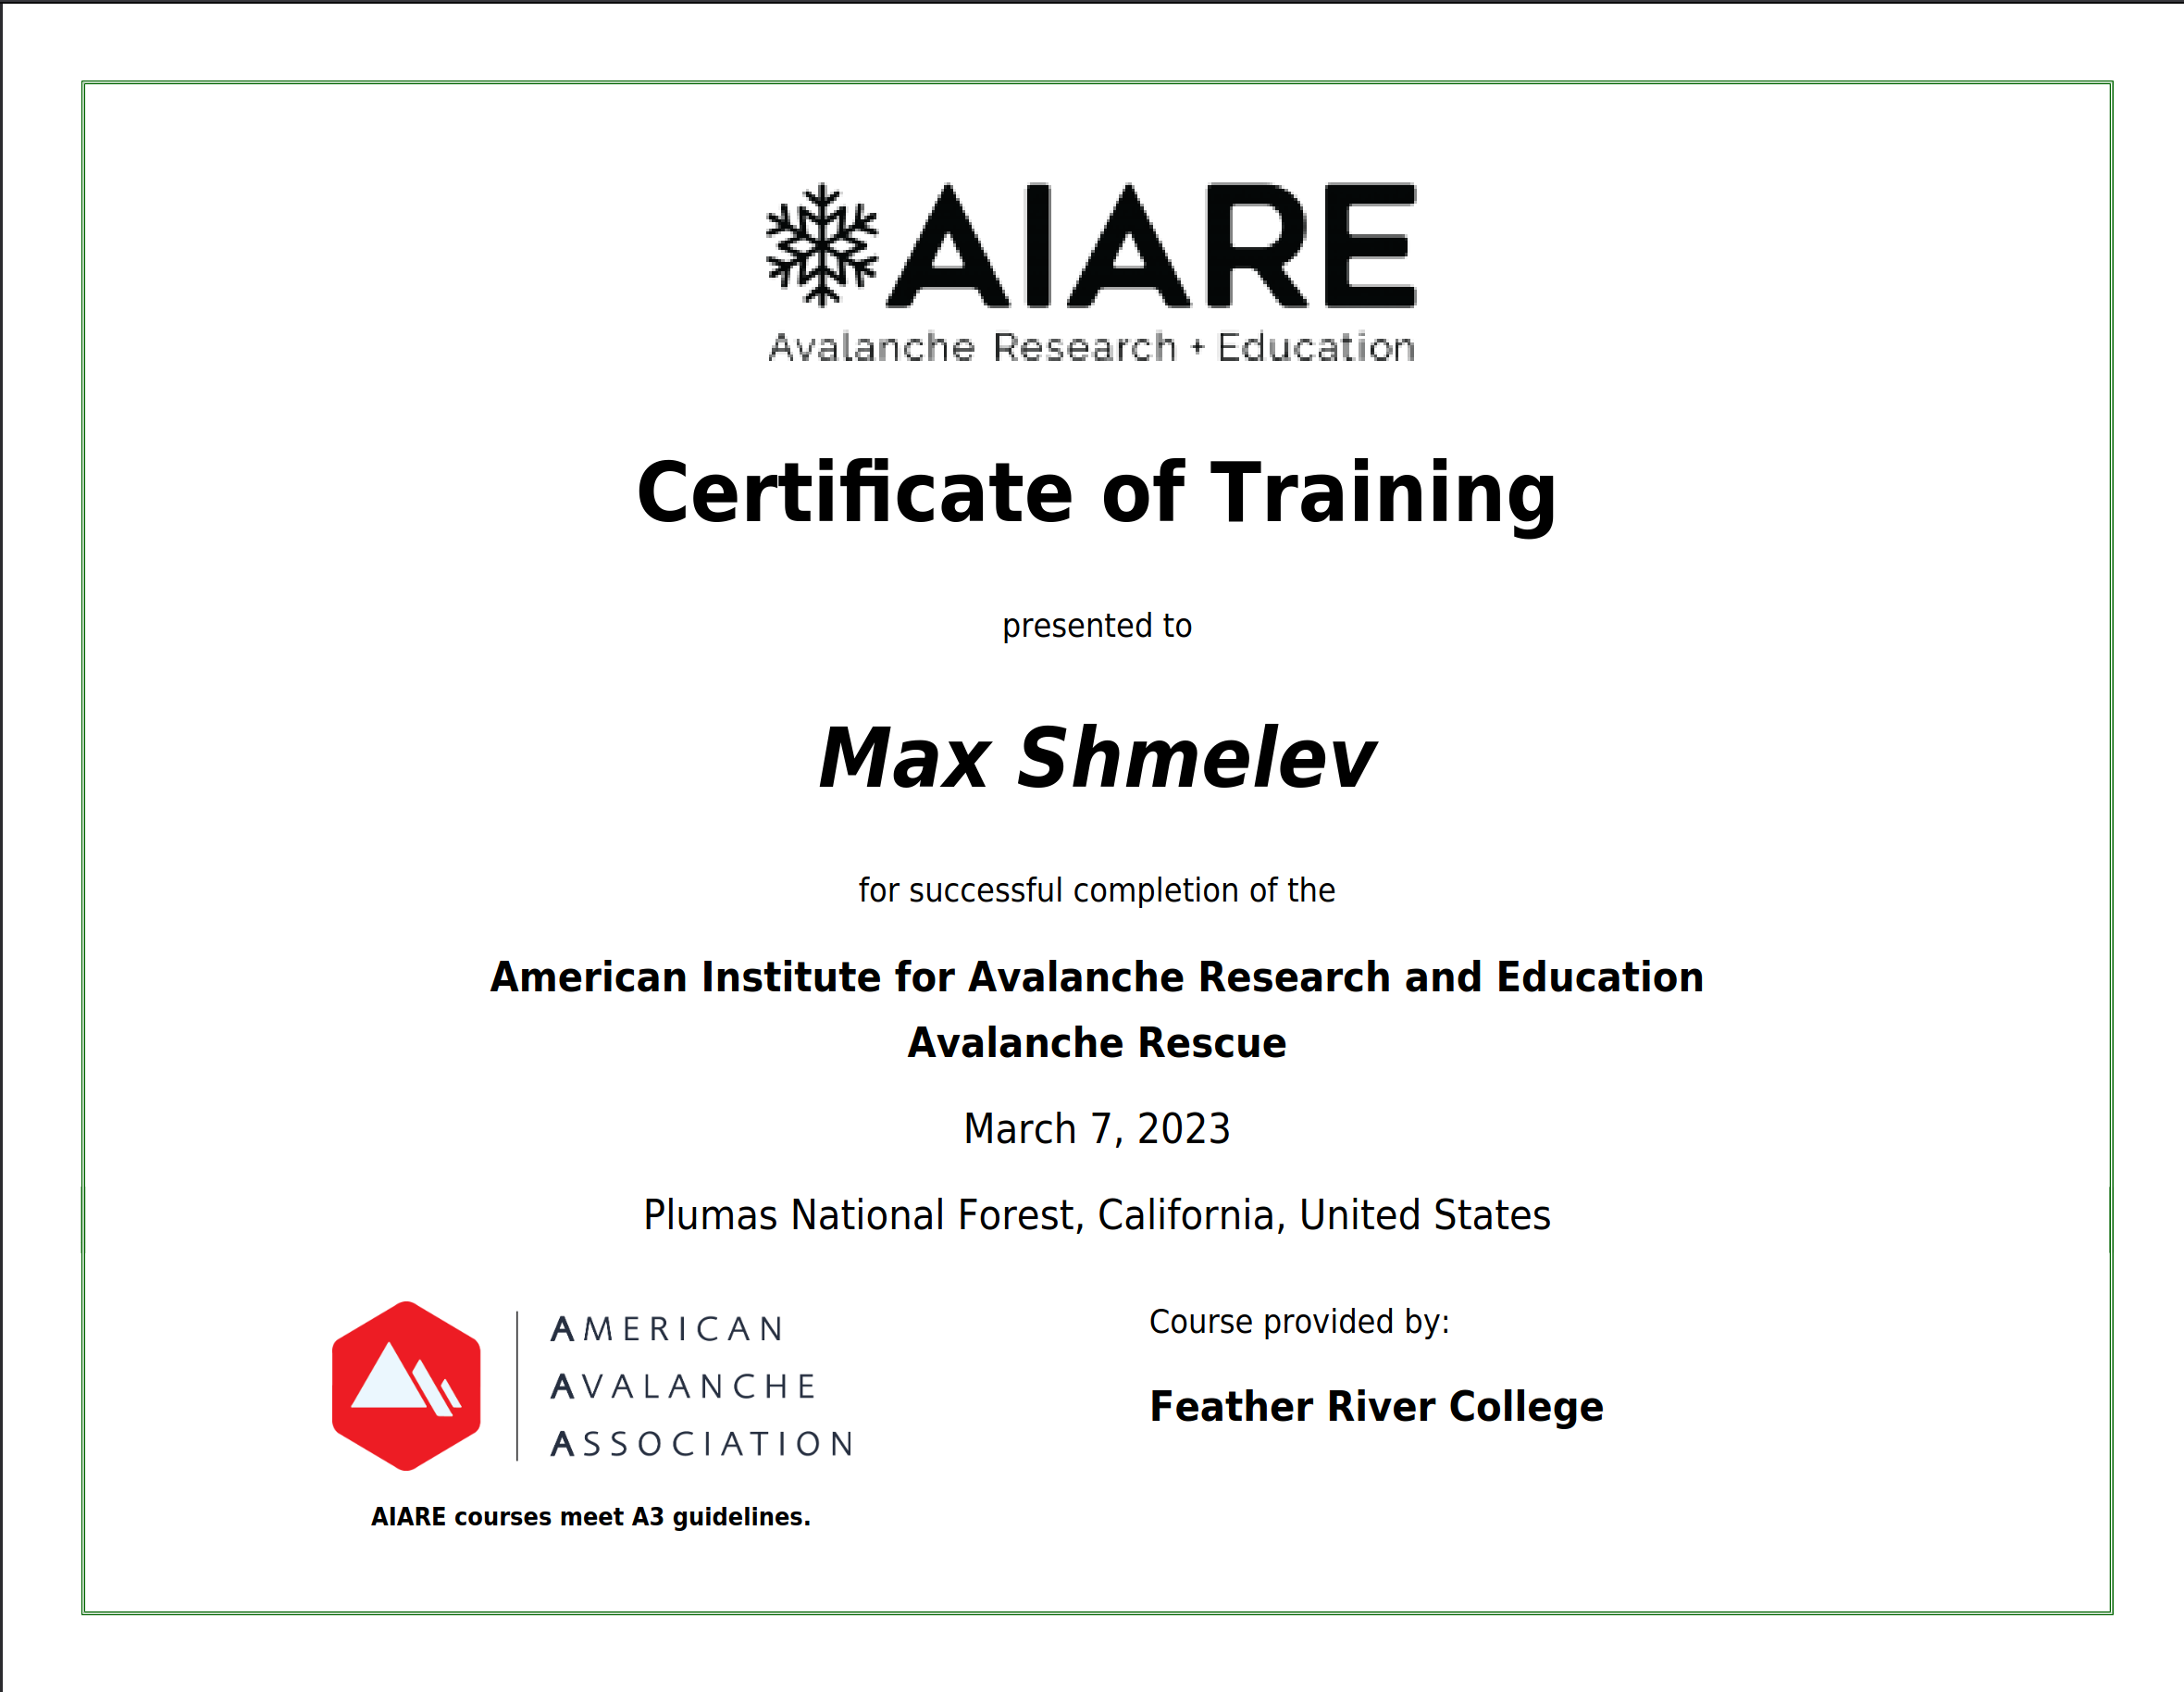 AIARE
Avalanche Research + Education
Certificate of Training
presented to
Max Shmelev
for successful completion of the
American Institute for Avalanche Research and Education
Avalanche Rescue
March 7, 2023
Plumas National Forest, California, United States
AMERICAN
AVALANCHE
ASSOCIATION
AIARE courses meet A3 guidelines.
Course provided by:
Feather River College